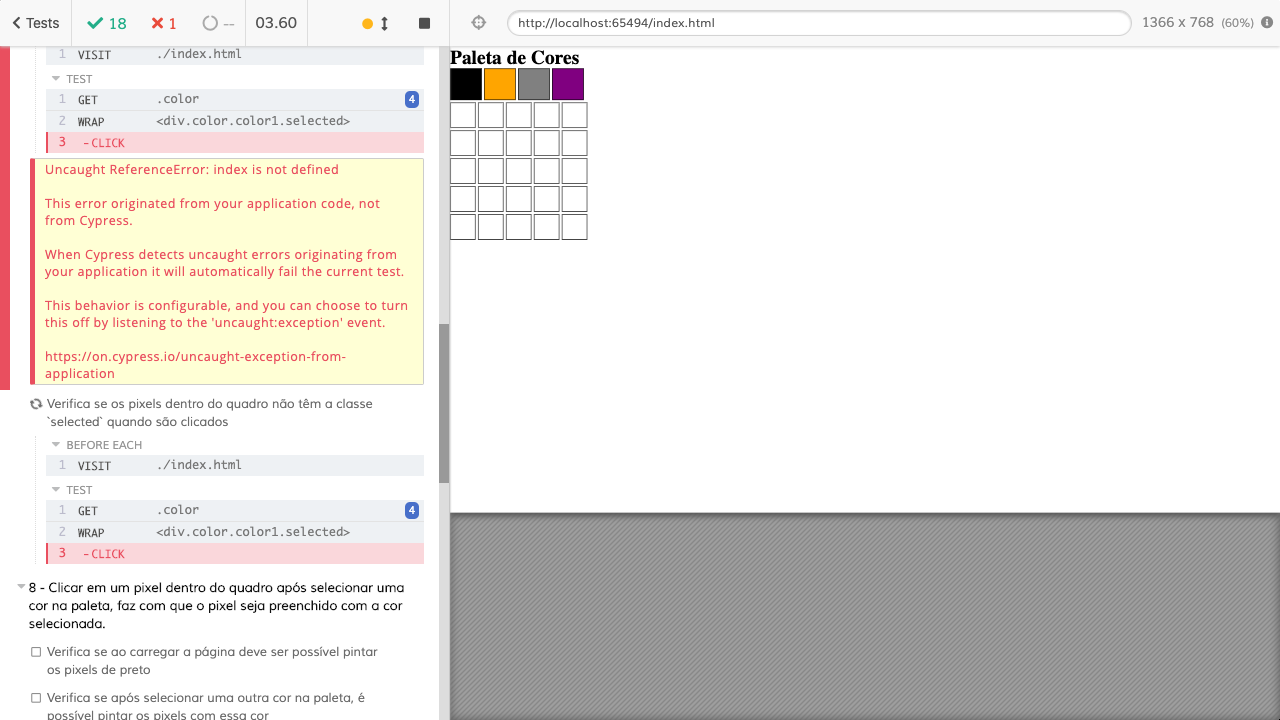 Tests 18 1 -- 03.60 http://localhost:65494/index.html 1366 x 768 (60%)
1 VISIT ./index.html
TEST
1 GET .color 4
2 WRAP <div.color.color1.selected>
3 -CLICK
Uncaught ReferenceError: index is not defined
This error originated from your application code, not
from Cypress.
When Cypress detects uncaught errors originating from
your application it will automatically fail the current test.
This behavior is configurable, and you can choose to turn
this off by listening to the 'uncaught:exception' event.
https://on.cypress.io/uncaught-exception-from-
application
Verifica se os pixels dentro do quadro não têm a classe
`selected` quando são clicados
BEFORE EACH
1 VISIT ./index.html
TEST
1 GET .color 4
2 WRAP <div.color.color1.selected>
3 -CLICK
8 - Clicar em um pixel dentro do quadro após selecionar uma
cor na paleta, faz com que o pixel seja preenchido com a cor
selecionada.
Verifica se ao carregar a página deve ser possível pintar
os pixels de preto
Verifica se após selecionar uma outra cor na paleta, é
possível pintar os pixels com essa cor
Paleta de Cores